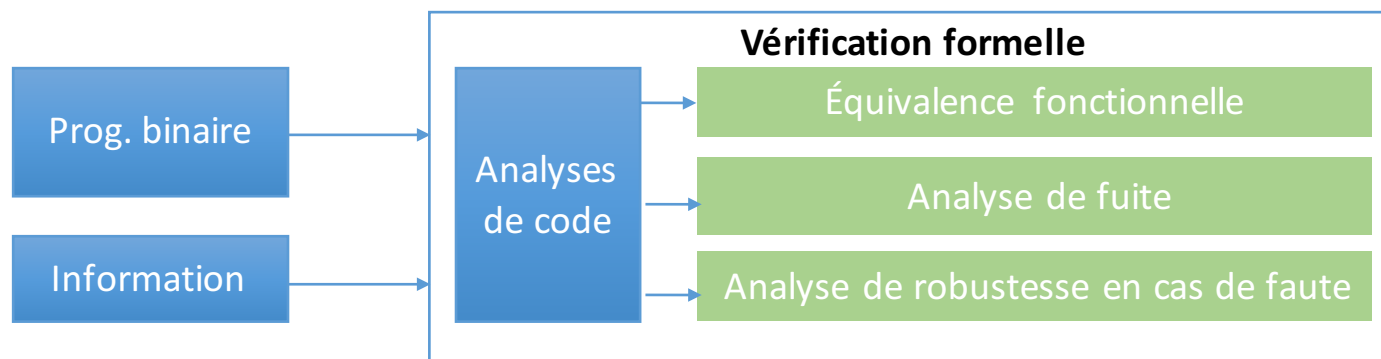 Vérification formelle
Prog. binaire
Information
Analyses
de code
Équivalence fonctionnelle
Analyse de fuite
Analyse de robustesse en cas de faute